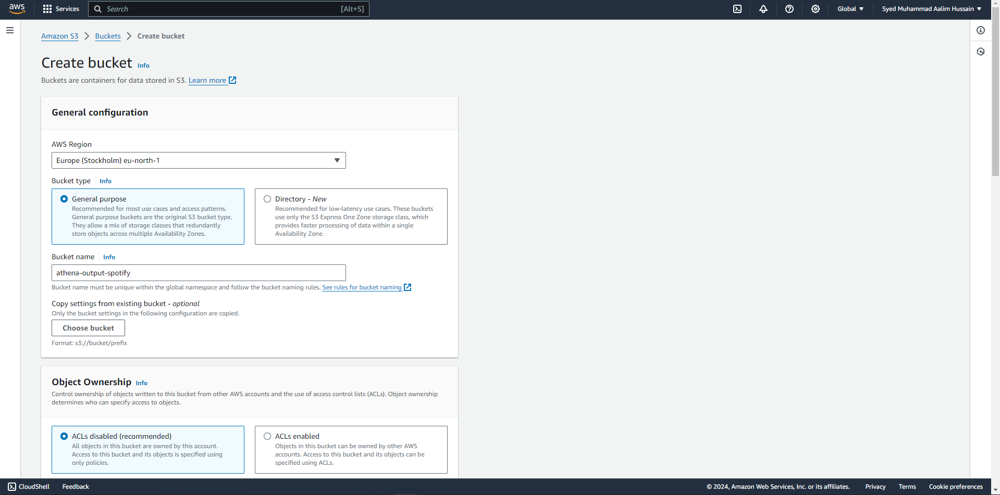 aws
Services
Search
[Alt+S]
Global
Syed Muhammad Aalim Hussain
Amazon S3
Buckets
Create bucket
Create bucket Info
Buckets are containers for data stored in S3. Learn more
General configuration
AWS Region
Europe (Stockholm) eu-north-1
Bucket type Info
General purpose
Recommended for most use cases and access patterns.
General purpose buckets are the original S3 bucket type.
They allow a mix of storage classes that redundantly
store objects across multiple Availability Zones.
Directory - New
Recommended for low-latency use cases. These buckets
use only the S3 Express One Zone storage class, which
provides faster processing of data within a single
Availability Zone.
Bucket name Info
athena-output-spotify
Bucket name must be unique within the global namespace and follow the bucket naming rules. See rules for bucket naming
Copy settings from existing bucket - optional
Only the bucket settings in the following configuration are copied.
Choose bucket
Format: s3://bucket/prefix
Object Ownership Info
Control ownership of objects written to this bucket from other AWS accounts and the use of access control lists (ACLs). Object ownership
determines who can specify access to objects.
ACLs disabled (recommended)
All objects in this bucket are owned by this account.
Access to this bucket and its objects is specified using
only policies.
ACLs enabled
Objects in this bucket can be owned by other AWS
accounts. Access to this bucket and its objects can be
specified using ACLs.
CloudShell
Feedback
© 2024, Amazon Web Services, Inc. or its affiliates.
Privacy
Terms
Cookie preferences